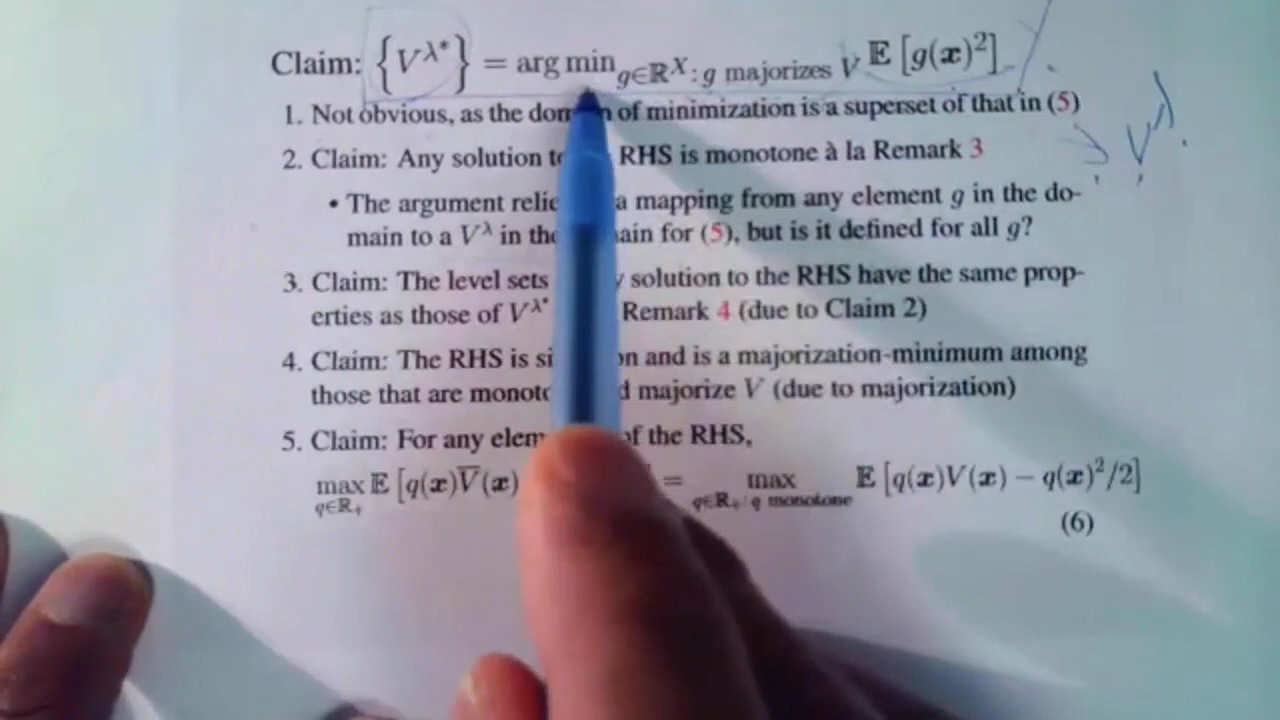 Claim: {V^{λ*}} = arg min_{g∈ℝ^X : g majorizes V} 𝔼 [g(x)²]
1. Not obvious, as the dom n of minimization is a superset of that in (5)
2. Claim: Any solution t RHS is monotone à la Remark 3
V^λ.
• The argument relie a mapping from any element g in the do-
main to a V^λ in the ain for (5), but is it defined for all g?
3. Claim: The level sets solution to the RHS have the same prop-
erties as those of V^{λ*} Remark 4 (due to Claim 2)
4. Claim: The RHS is si on and is a majorization-minimum among
those that are monoto d majorize V (due to majorization)
5. Claim: For any elem of the RHS,
max_{q∈ℝ₊} 𝔼 [q(x)V̅(x) = max_{q∈ℝ₊ : q monotone} 𝔼 [q(x)V(x) − q(x)²/2]
(6)